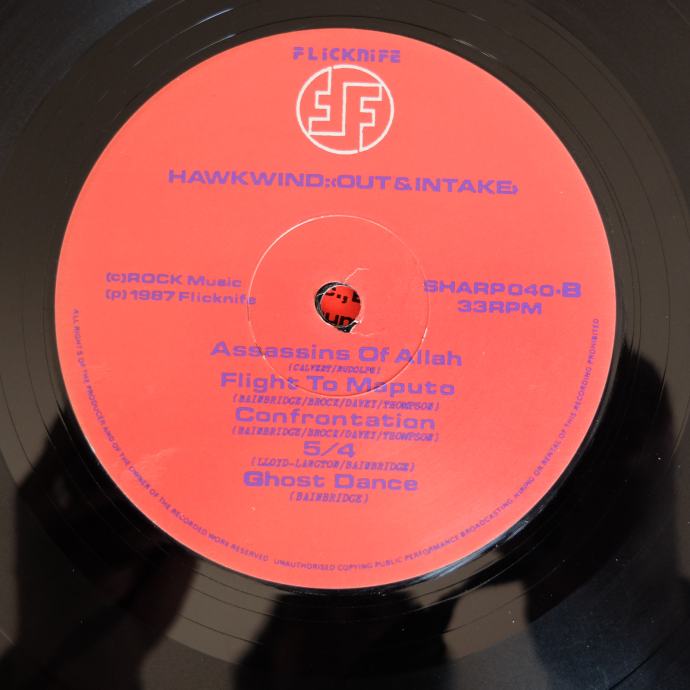 FLICKNIFE
HAWKWIND:‹OUT&INTAKE›
(c)ROCK Music
(p) 1987 Flicknife
SHARP040-B
33RPM
Assassins Of Allah
(CALVERT/RUDOLPH)
Flight To Maputo
(BAINBRIDGE/BROCK/DAVEY/THOMPSON)
Confrontation
(BAINBRIDGE/BROCK/DAVEY/THOMPSON)
5/4
(LLOYD-LANGTON/BAINBRIDGE)
Ghost Dance
(BAINBRIDGE)
ALL RIGHTS OF THE PRODUCER AND OF THE OWNER OF THE RECORDED WORK RESERVED UNAUTHORISED COPYING PUBLIC PERFORMANCE BROADCASTING HIRING OR RENTAL OF THIS RECORDING PROHIBITED